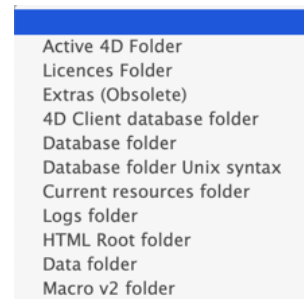 Active 4D Folder
Licences Folder
Extras (Obsolete)
4D Client database folder
Database folder
Database folder Unix syntax
Current resources folder
Logs folder
HTML Root folder
Data folder
Macro v2 folder